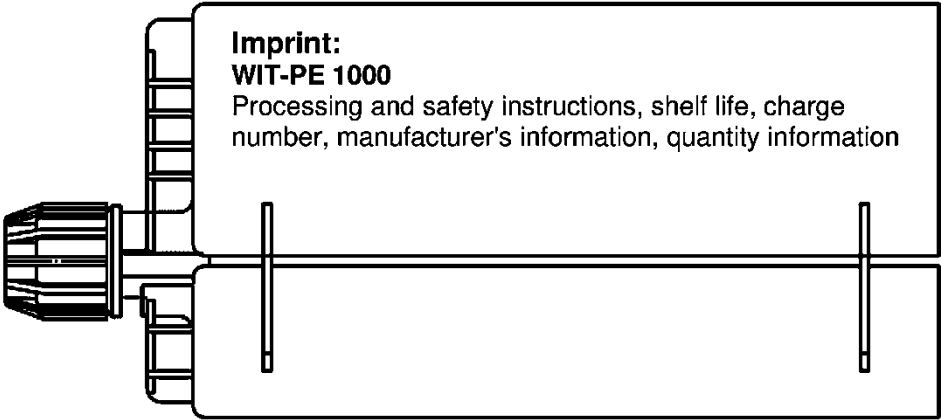 Imprint:
WIT-PE 1000
Processing and safety instructions, shelf life, charge
number, manufacturer's information, quantity information